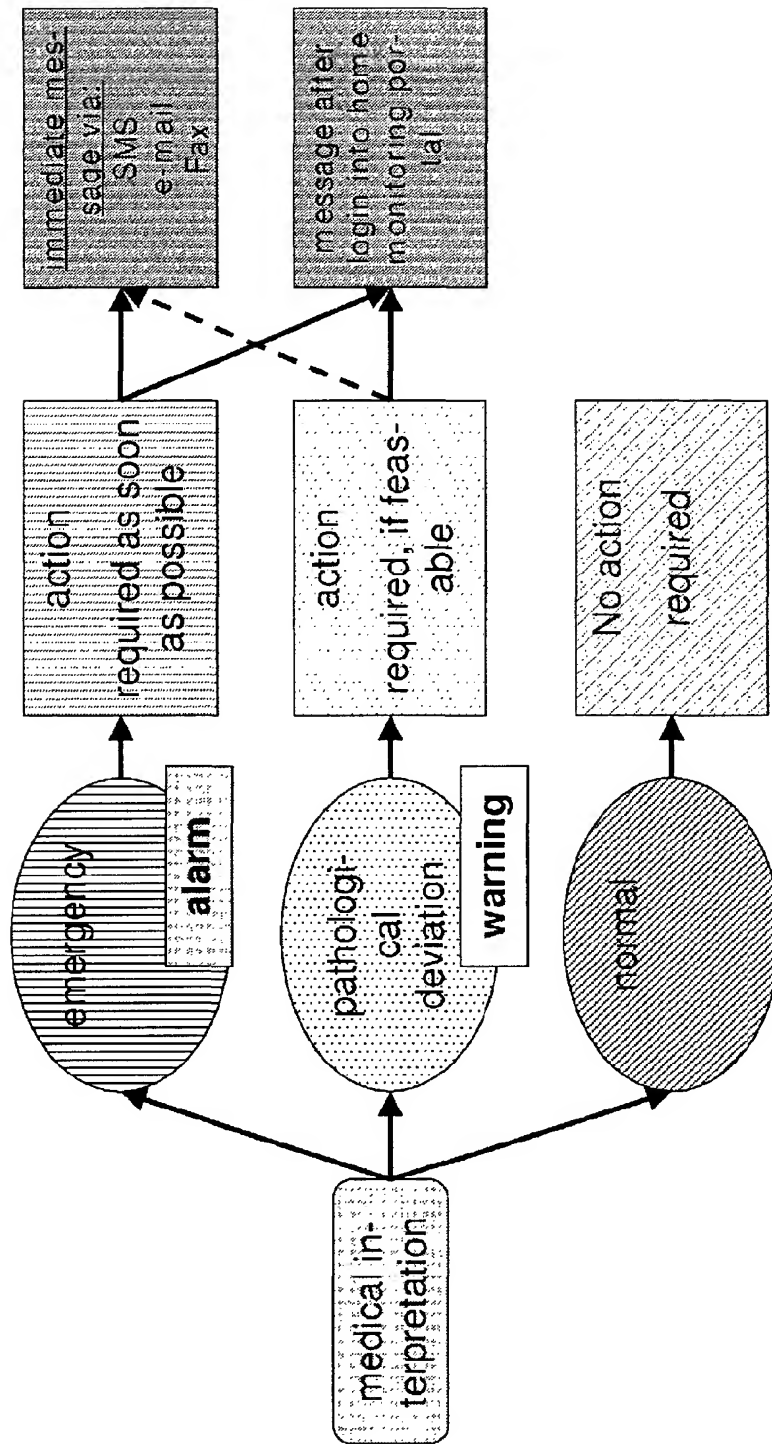 medical in-
terpretation
emergency
alarm
action
required as soon
as possible
immediate mes-
sage via:
SMS
e-mail
Fax
pathologi-
cal
deviation
warning
action
required, if feas-
able
message after
login into home
monitoring por-
tal
normal
No action
required